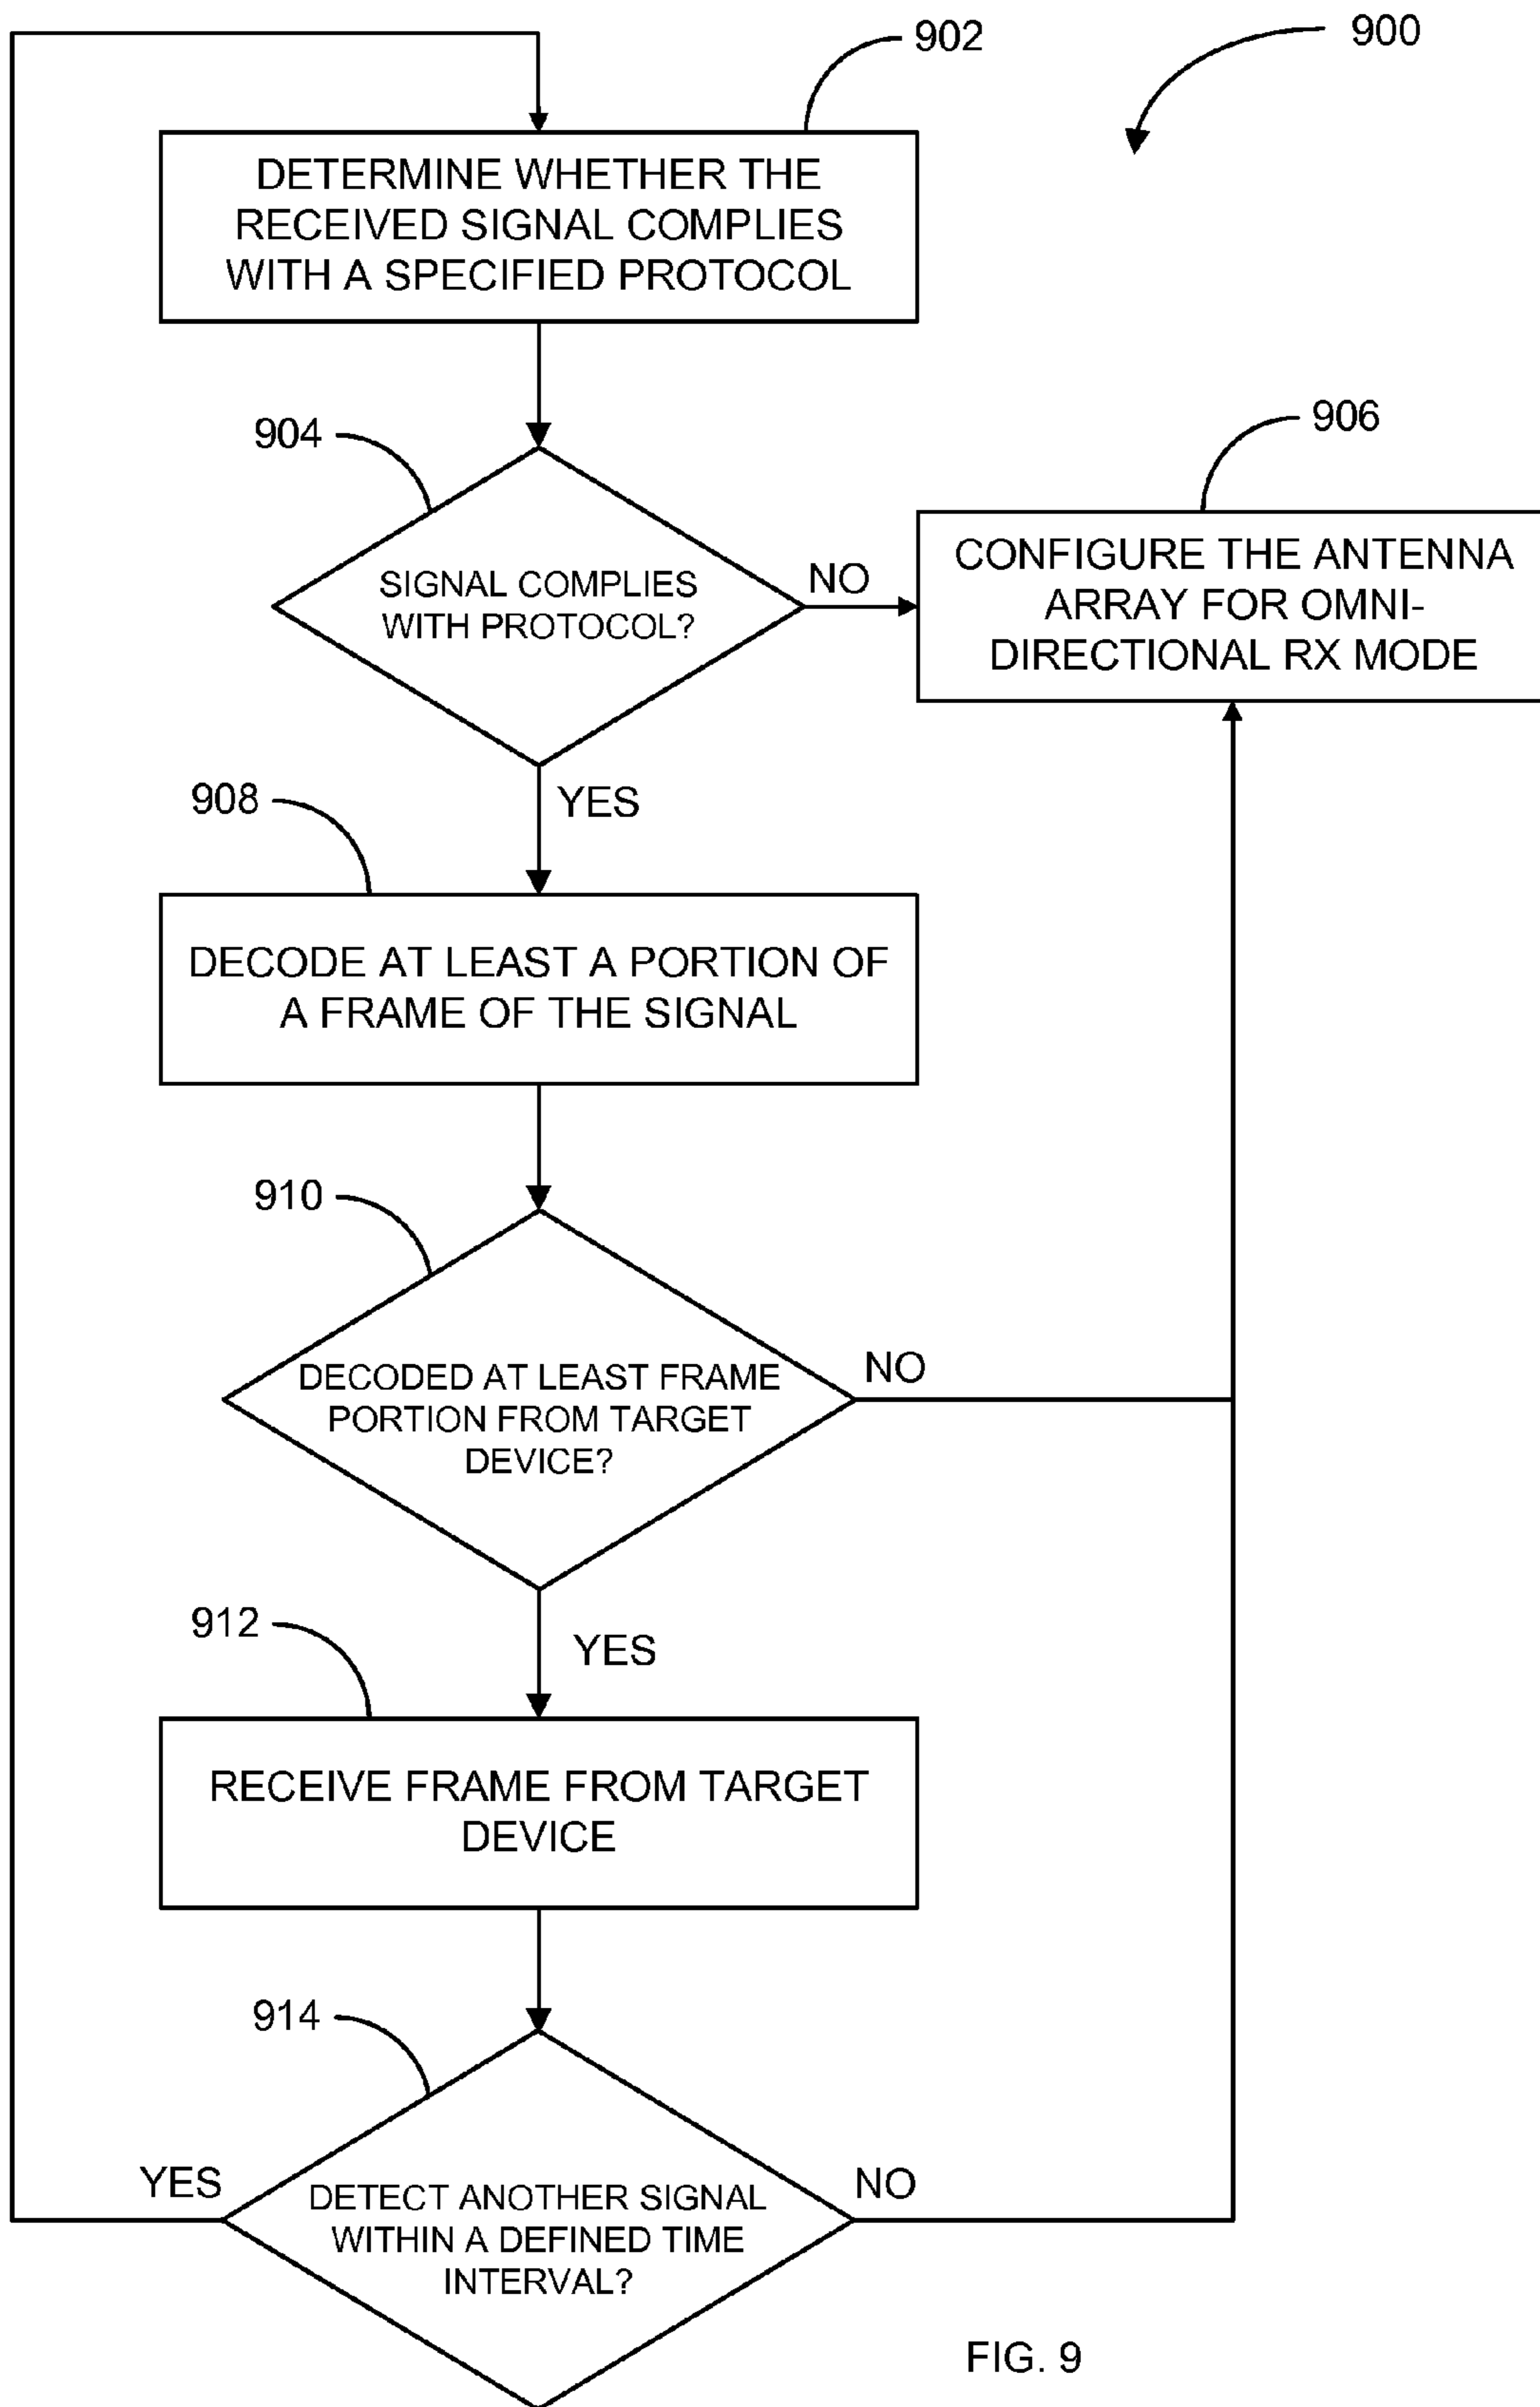 902
900
DETERMINE WHETHER THE
RECEIVED SIGNAL COMPLIES
WITH A SPECIFIED PROTOCOL
904
906
SIGNAL COMPLIES
WITH PROTOCOL?
NO
CONFIGURE THE ANTENNA
ARRAY FOR OMNI-
DIRECTIONAL RX MODE
YES
908
DECODE AT LEAST A PORTION OF
A FRAME OF THE SIGNAL
910
DECODED AT LEAST FRAME
PORTION FROM TARGET
DEVICE?
NO
YES
912
RECEIVE FRAME FROM TARGET
DEVICE
914
YES
DETECT ANOTHER SIGNAL
WITHIN A DEFINED TIME
INTERVAL?
NO
FIG. 9